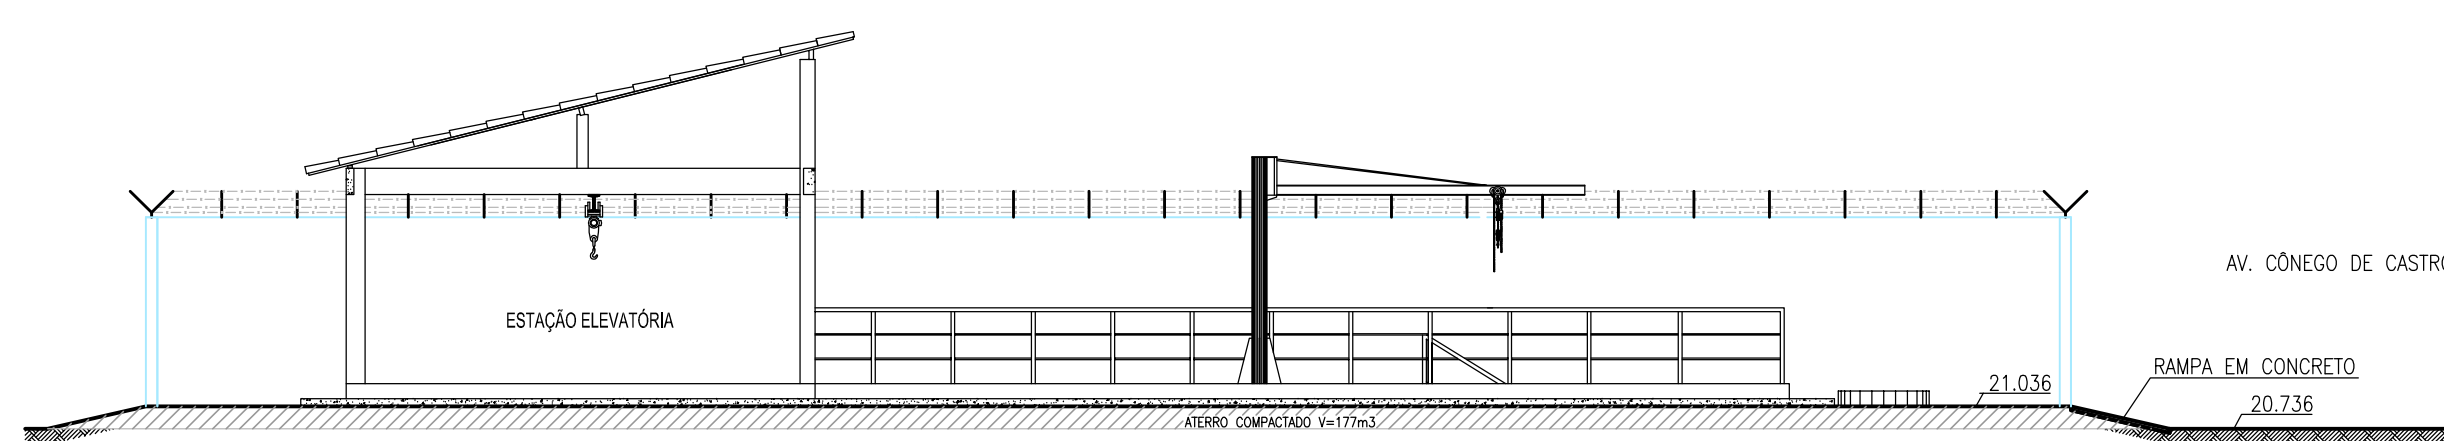 AV. CÔNEGO DE CASTRO
ESTAÇÃO ELEVATÓRIA
RAMPA EM CONCRETO
21.036
20.736
ATERRO COMPACTADO V=177m3